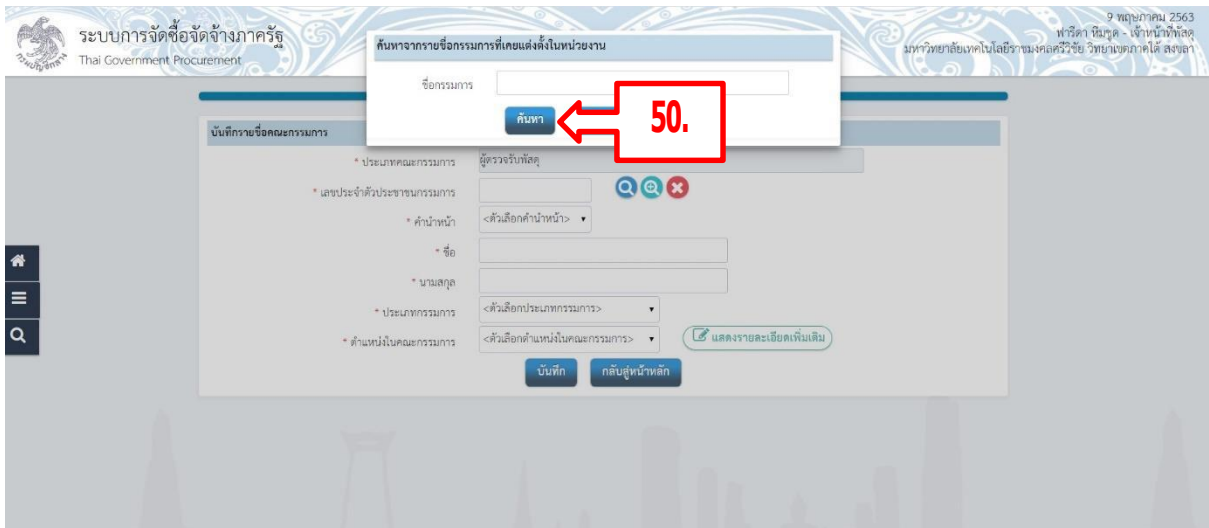 ระบบการจัดซื้อจัดจ้างภาครัฐ
Thai Government Procurement
9 พฤษภาคม 2563
ฟาริดา หีมขูด - เจ้าหน้าที่พัสดุ
มหาวิทยาลัยเทคโนโลยีราชมงคลศรีวิชัย วิทยาเขตภาคใต้ สงขลา
ค้นหาจากรายชื่อกรรมการที่เคยแต่งตั้งในหน่วยงาน
ชื่อกรรมการ
ค้นหา
50.
บันทึกรายชื่อคณะกรรมการ
* ประเภทคณะกรรมการ ผู้ตรวจรับพัสดุ
* เลขประจำตัวประชาชนกรรมการ
* คำนำหน้า <ตัวเลือกคำนำหน้า>
* ชื่อ
* นามสกุล
* ประเภทกรรมการ <ตัวเลือกประเภทกรรมการ>
* ตำแหน่งในคณะกรรมการ <ตัวเลือกตำแหน่งในคณะกรรมการ> แสดงรายละเอียดเพิ่มเติม
บันทึก กลับสู่หน้าหลัก